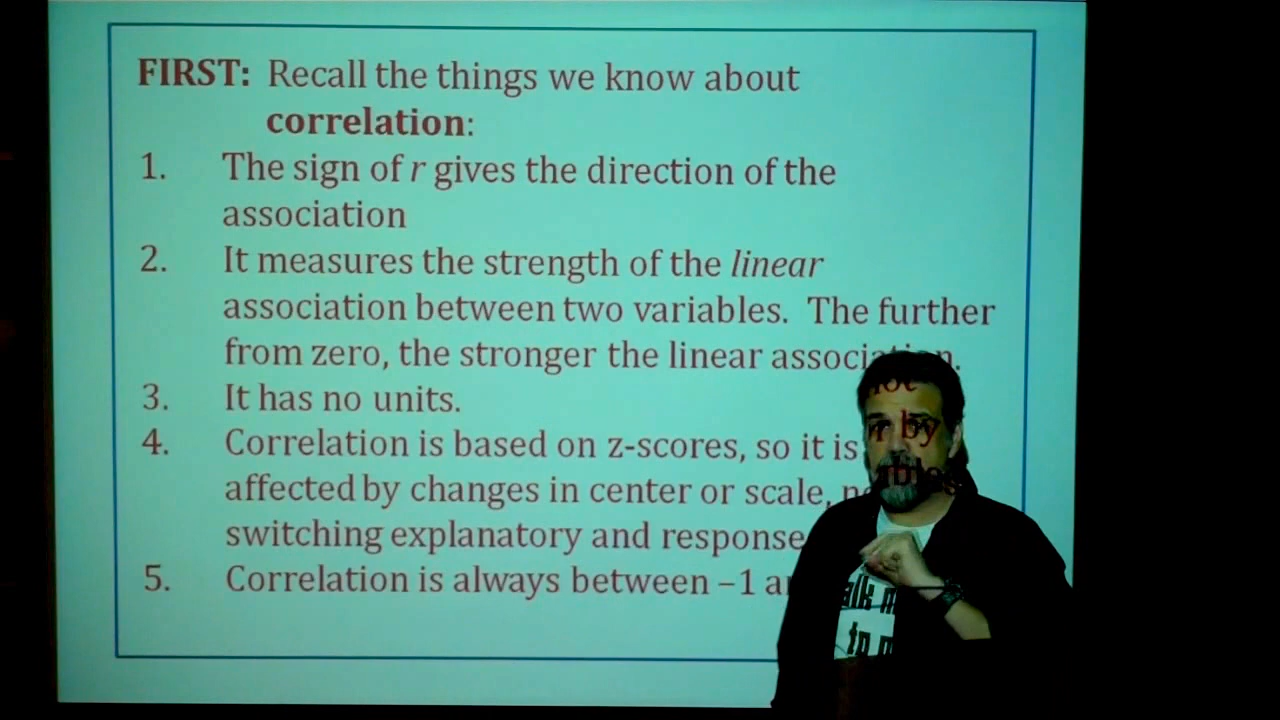 FIRST: Recall the things we know about
correlation:
1. The sign of r gives the direction of the
association
2. It measures the strength of the linear
association between two variables. The further
from zero, the stronger the linear association.
3. It has no units.
4. Correlation is based on z-scores, so it is not
affected by changes in center or scale, by
switching explanatory and response
5. Correlation is always between –1